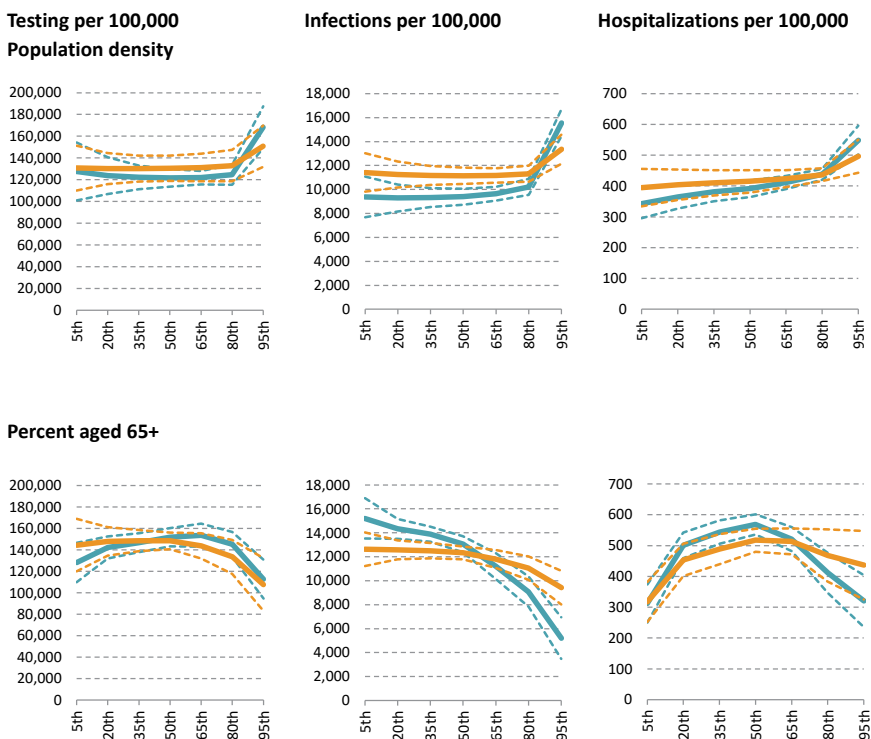 Testing per 100,000
Infections per 100,000
Hospitalizations per 100,000
Population density
200,000
180,000
160,000
140,000
120,000
100,000
80,000
60,000
40,000
20,000
0
5th
20th
35th
50th
65th
80th
95th
18,000
16,000
14,000
12,000
10,000
8,000
6,000
4,000
2,000
0
5th
20th
35th
50th
65th
80th
95th
700
600
500
400
300
200
100
0
5th
20th
35th
50th
65th
80th
95th
Percent aged 65+
200,000
180,000
160,000
140,000
120,000
100,000
80,000
60,000
40,000
20,000
0
5th
20th
35th
50th
65th
80th
95th
18,000
16,000
14,000
12,000
10,000
8,000
6,000
4,000
2,000
0
5th
20th
35th
50th
65th
80th
95th
700
600
500
400
300
200
100
0
5th
20th
35th
50th
65th
80th
95th